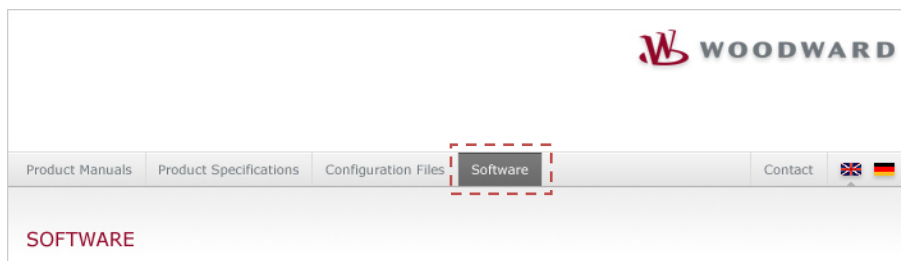 WOODWARD
Product Manuals Product Specifications Configuration Files Software Contact
SOFTWARE